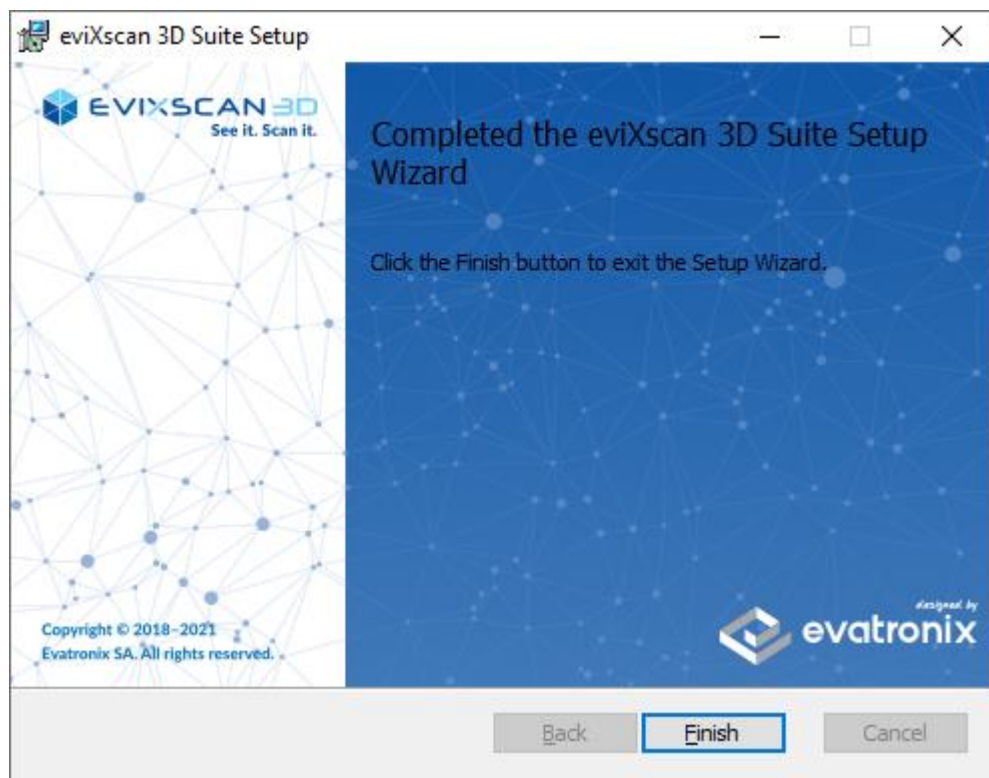 eviXscan 3D Suite Setup
EVIXSCAN 3D
See it. Scan it.
Completed the eviXscan 3D Suite Setup
Wizard
Click the Finish button to exit the Setup Wizard.
Copyright © 2018-2021
Evatronix SA. All rights reserved.
designed by
evatronix
Back
Finish
Cancel